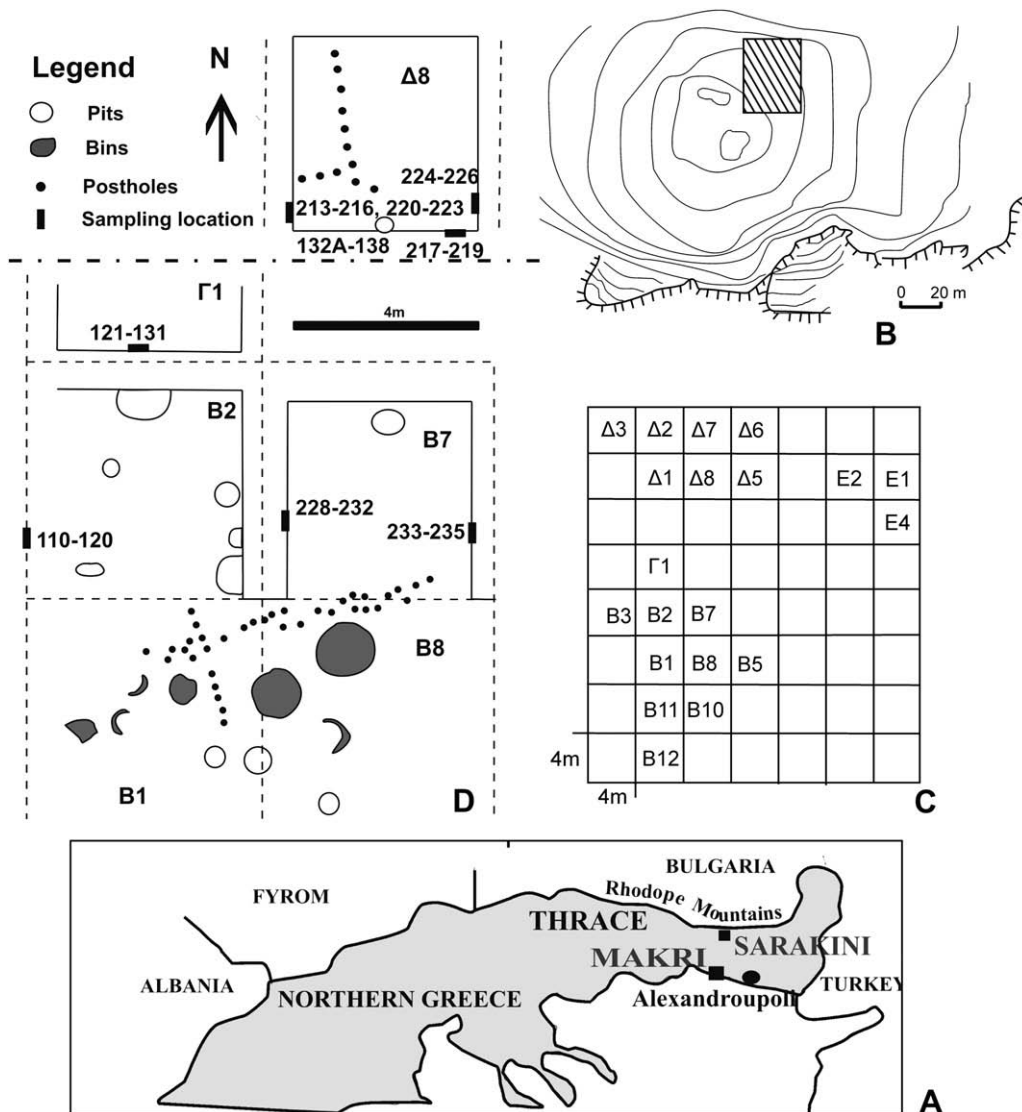 Legend
Pits
Bins
Postholes
Sampling location
N
Δ8
224-226
213-216, 220-223
132A-138
217-219
Γ1
121-131
4m
B2
B7
110-120
228-232
233-235
B8
B1
D
0 20 m
B
Δ3 Δ2 Δ7 Δ6
Δ1 Δ8 Δ5 E2 E1
E4
Γ1
B3 B2 B7
B1 B8 B5
B11 B10
4m B12
4m
C
BULGARIA
FYROM
Rhodope Mountains
THRACE
SARAKINI
MAKRI
ALBANIA
NORTHERN GREECE
Alexandroupoli
TURKEY
A